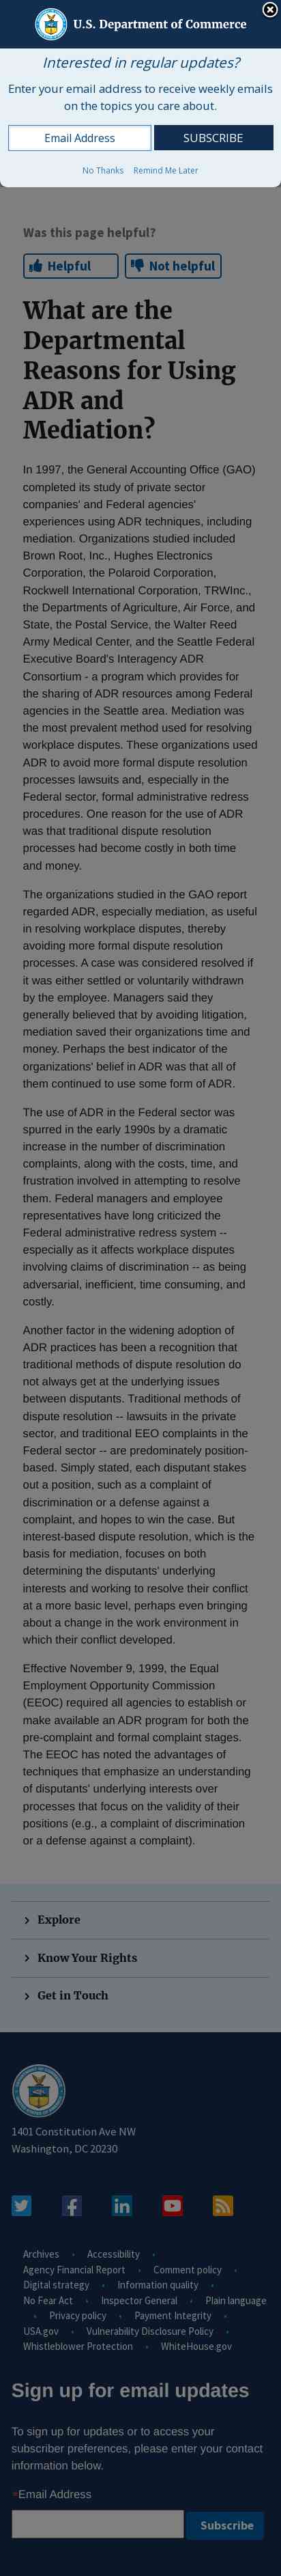 U.S. Department of Commerce
Interested in regular updates?
Enter your email address to receive weekly emails
on the topics you care about.
Email Address
SUBSCRIBE
No Thanks
Remind Me Later
Was this page helpful?
Helpful
Not helpful
What are the
Departmental
Reasons for Using
ADR and
Mediation?
In 1997, the General Accounting Office (GAO)
completed its study of private sector
companies' and Federal agencies'
experiences using ADR techniques, including
mediation. Organizations studied included
Brown Root, Inc., Hughes Electronics
Corporation, the Polaroid Corporation,
Rockwell International Corporation, TRWInc.,
the Departments of Agriculture, Air Force, and
State, the Postal Service, the Walter Reed
Army Medical Center, and the Seattle Federal
Executive Board's Interagency ADR
Consortium - a program which provides for
the sharing of ADR resources among Federal
agencies in the Seattle area. Mediation was
the most prevalent method used for resolving
workplace disputes. These organizations used
ADR to avoid more formal dispute resolution
processes lawsuits and, especially in the
Federal sector, formal administrative redress
procedures. One reason for the use of ADR
was that traditional dispute resolution
processes had become costly in both time
and money.
The organizations studied in the GAO report
regarded ADR, especially mediation, as useful
in resolving workplace disputes, thereby
avoiding more formal dispute resolution
processes. A case was considered resolved if
it was either settled or voluntarily withdrawn
by the employee. Managers said they
generally believed that by avoiding litigation,
mediation saved their organizations time and
money. Perhaps the best indicator of the
organizations' belief in ADR was that all of
them continued to use some form of ADR.
The use of ADR in the Federal sector was
spurred in the early 1990s by a dramatic
increase in the number of discrimination
complaints, along with the costs, time, and
frustration involved in attempting to resolve
them. Federal managers and employee
representatives have long criticized the
Federal administrative redress system --
especially as it affects workplace disputes
involving claims of discrimination -- as being
adversarial, inefficient, time consuming, and
costly.
Another factor in the widening adoption of
ADR practices has been a recognition that
traditional methods of dispute resolution do
not always get at the underlying issues
between disputants. Traditional methods of
dispute resolution -- lawsuits in the private
sector, and traditional EEO complaints in the
Federal sector -- are predominately position-
based. Simply stated, each disputant stakes
out a position, such as a complaint of
discrimination or a defense against a
complaint, and hopes to win the case. But
interest-based dispute resolution, which is the
basis for mediation, focuses on both
determining the disputants' underlying
interests and working to resolve their conflict
at a more basic level, perhaps even bringing
about a change in the work environment in
which their conflict developed.
Effective November 9, 1999, the Equal
Employment Opportunity Commission
(EEOC) required all agencies to establish or
make available an ADR program for both the
pre-complaint and formal complaint stages.
The EEOC has noted the advantages of
techniques that emphasize an understanding
of disputants' underlying interests over
processes that focus on the validity of their
positions (e.g., a complaint of discrimination
or a defense against a complaint).
Explore
Know Your Rights
Get in Touch
1401 Constitution Ave NW
Washington, DC 20230
Archives • Accessibility •
Agency Financial Report • Comment policy •
Digital strategy • Information quality •
No Fear Act • Inspector General • Plain language
• Privacy policy • Payment Integrity •
USA.gov • Vulnerability Disclosure Policy •
Whistleblower Protection • WhiteHouse.gov
Sign up for email updates
To sign up for updates or to access your
subscriber preferences, please enter your contact
information below.
*Email Address
Subscribe